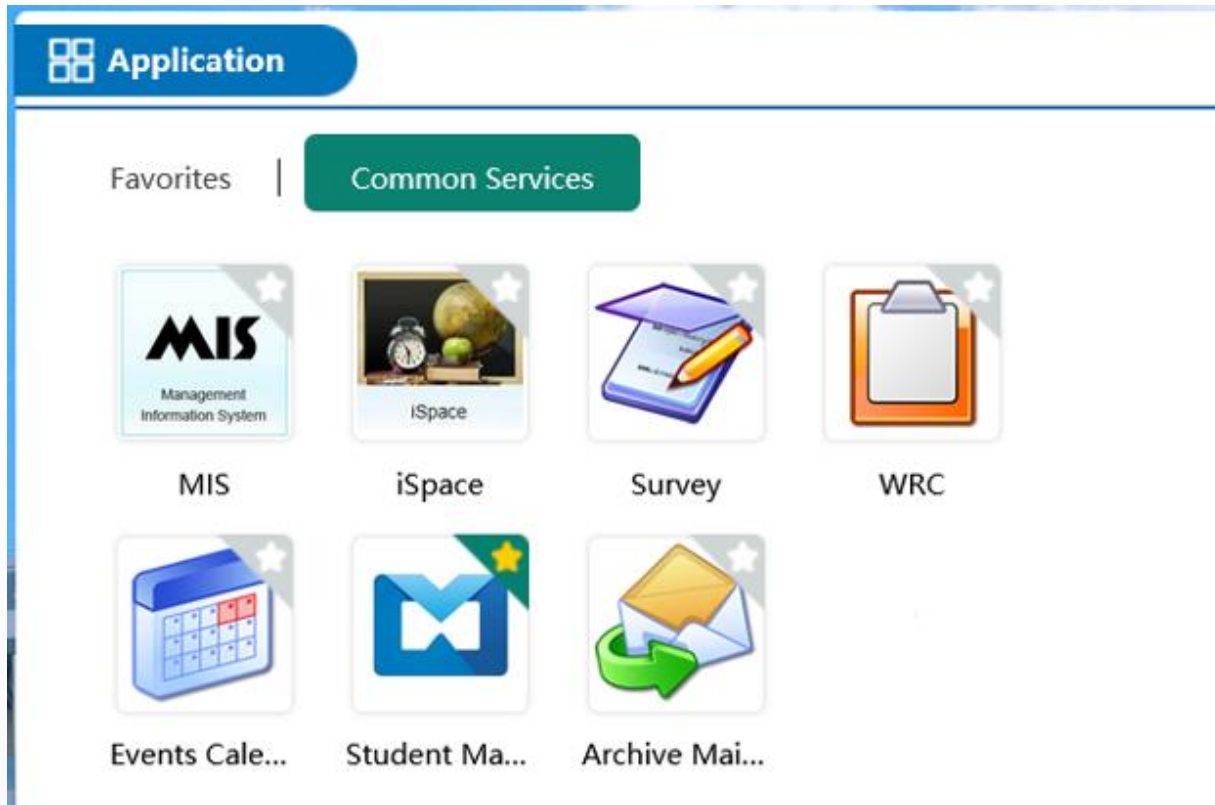 Application
Favorites | Common Services
MIS
Management
Information System
iSpace
MIS iSpace Survey WRC
Events Cale... Student Ma... Archive Mai...